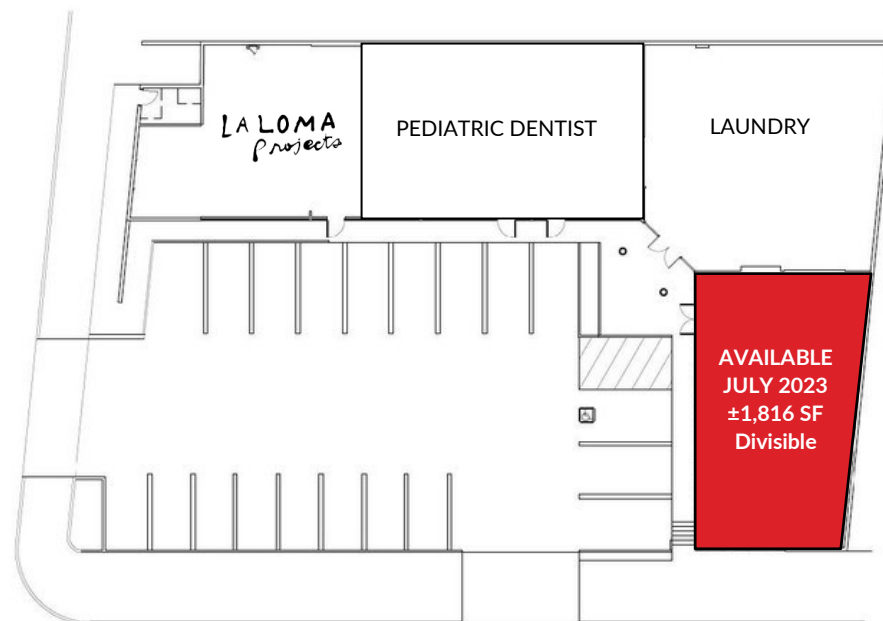 LA LOMA
Projects
PEDIATRIC DENTIST
LAUNDRY
AVAILABLE
JULY 2023
±1,816 SF
Divisible